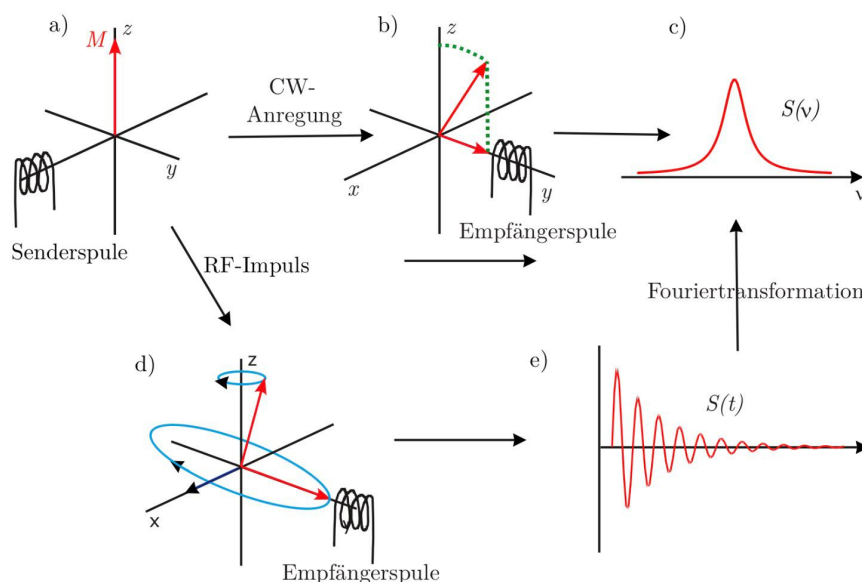 a)
M
z
y
Senderspule
CW-
Anregung
b)
z
x
y
Empfängerspule
c)
S(ν)
ν
RF-Impuls
Fouriertransformation
d)
z
x
y
Empfängerspule
e)
S(t)